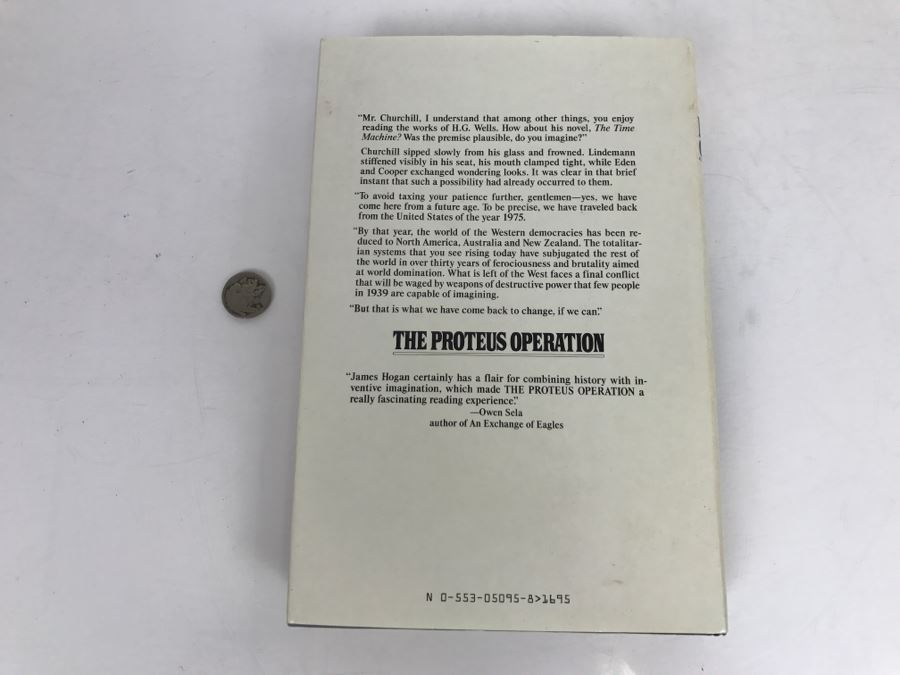 “Mr. Churchill, I understand that among other things, you enjoy
reading the works of H.G. Wells. How about his novel, The Time
Machine? Was the premise plausible, do you imagine?”
Churchill sipped slowly from his glass and frowned. Lindemann
stiffened visibly in his seat, his mouth clamped tight, while Eden
and Cooper exchanged wondering looks. It was clear in that brief
instant that such a possibility had already occurred to them.
“To avoid taxing your patience further, gentlemen—yes, we have
come here from a future age. To be precise, we have traveled back
from the United States of the year 1975.
“By that year, the world of the Western democracies has been re-
duced to North America, Australia and New Zealand. The totalitar-
ian systems that you see rising today have subjugated the rest of
the world in over thirty years of ferociousness and brutality aimed
at world domination. What is left of the West faces a final conflict
that will be waged by weapons of destructive power that few people
in 1939 are capable of imagining.
“But that is what we have come back to change, if we can.”
THE PROTEUS OPERATION
“James Hogan certainly has a flair for combining history with in-
ventive imagination, which made THE PROTEUS OPERATION a
really fascinating reading experience.”
—Owen Sela
author of An Exchange of Eagles
N 0-553-05095-8>1695